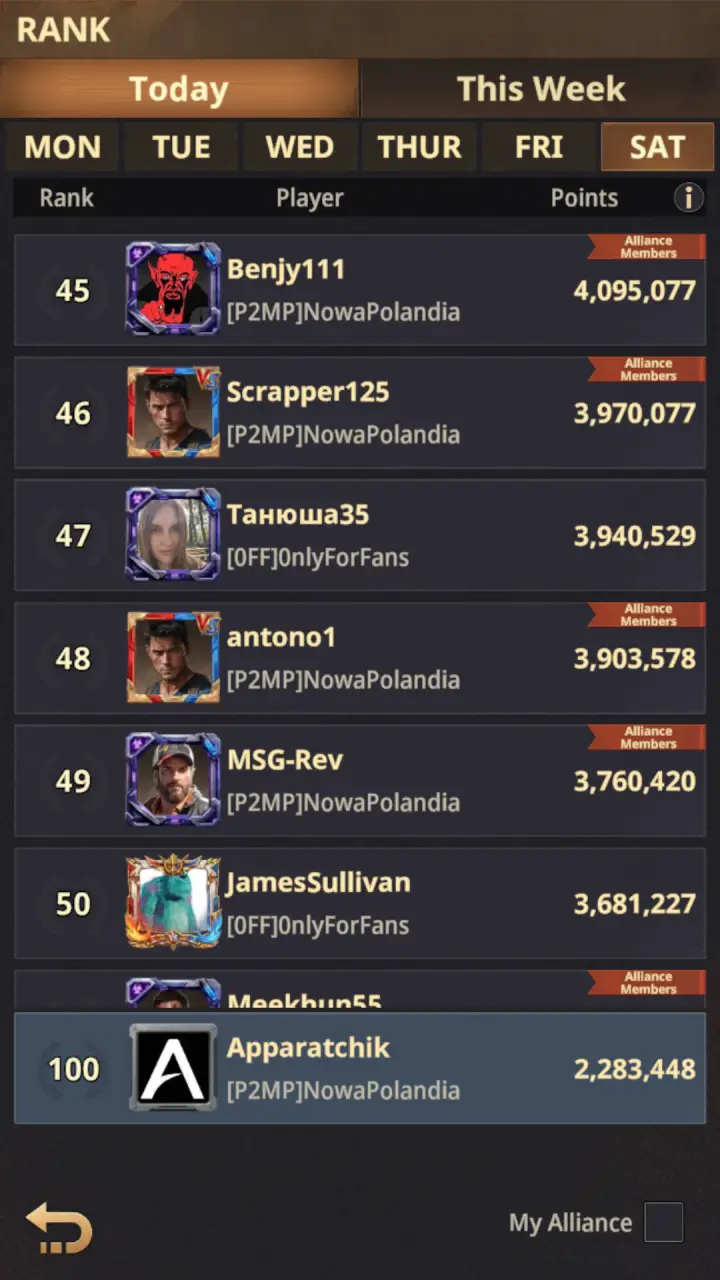 RANK
Today
This Week
MON
TUE
WED
THUR
FRI
SAT
Rank
Player
Points
Alliance
Members
45
Benjy111
[P2MP]NowaPolandia
4,095,077
Alliance
Members
46
Scrapper125
[P2MP]NowaPolandia
3,970,077
47
Танюша35
[0FF]0nlyForFans
3,940,529
Alliance
Members
48
antono1
[P2MP]NowaPolandia
3,903,578
Alliance
Members
49
MSG-Rev
[P2MP]NowaPolandia
3,760,420
50
JamesSullivan
[0FF]0nlyForFans
3,681,227
Alliance
Members
Meekhun55
100
Apparatchik
[P2MP]NowaPolandia
2,283,448
My Alliance